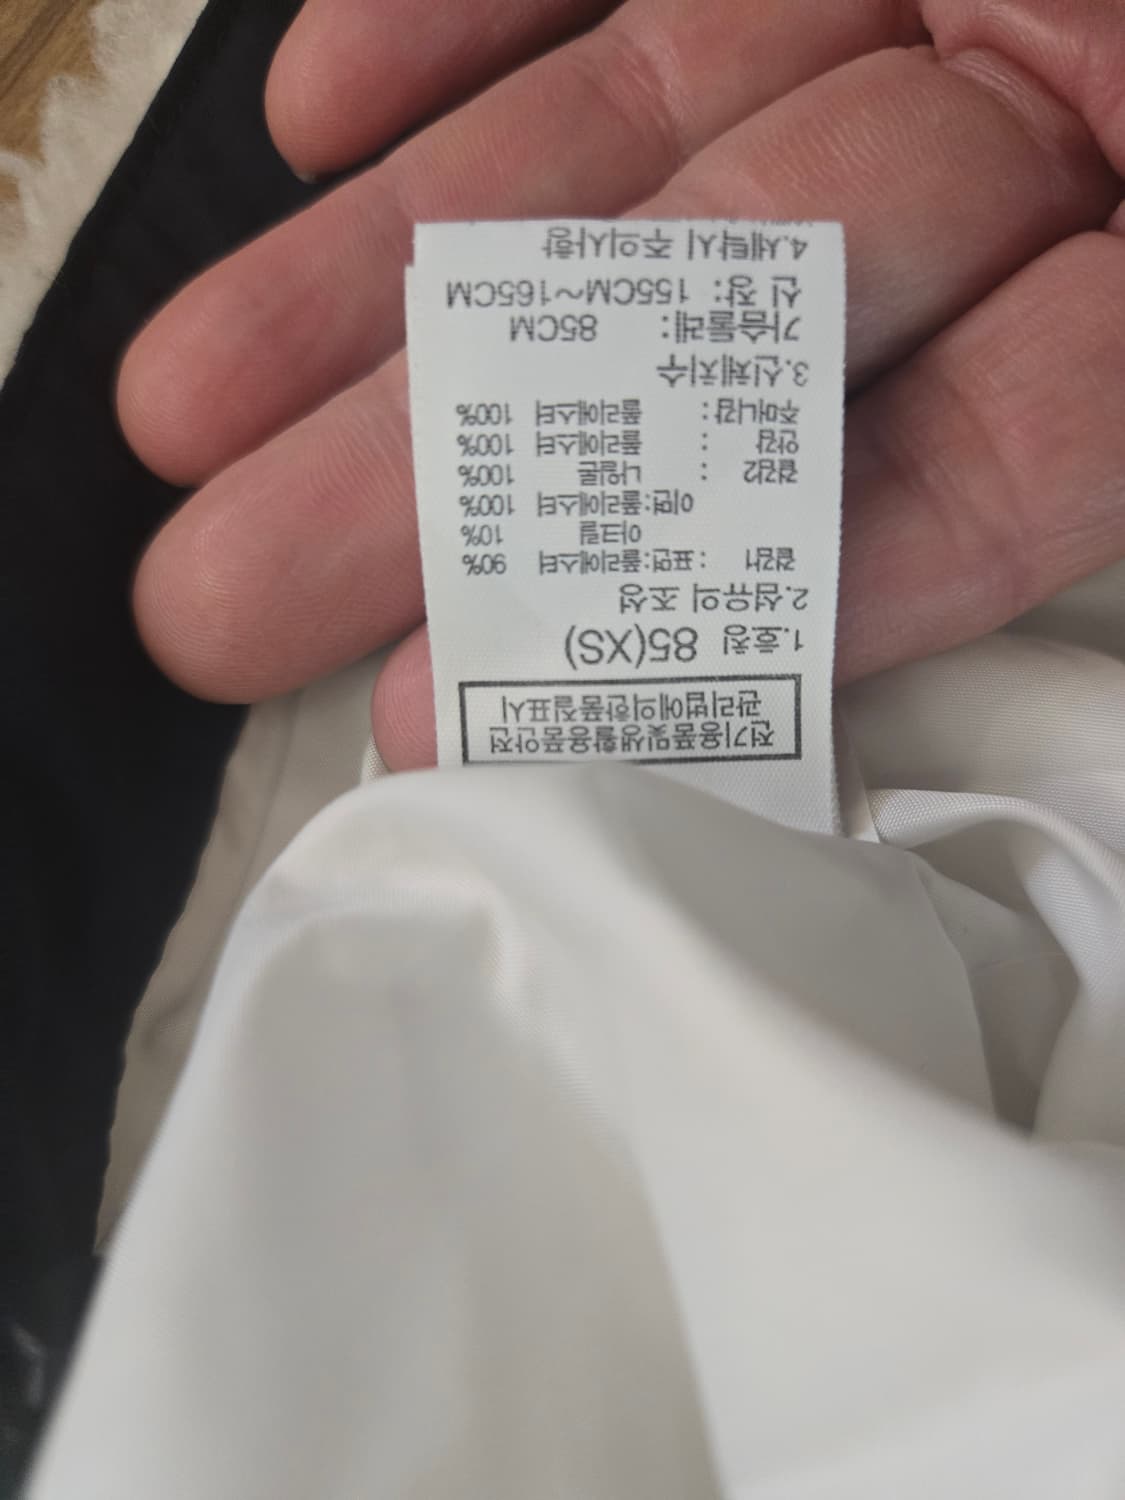 전기용품및생활용품안전
관리법에의한품질표시
1.호칭 85(XS)
2.섬유의 조성
겉감1 : 표면:폴리에스터 90%
아크릴 10%
이면:폴리에스터 100%
겉감2 : 나일론 100%
안감 : 폴리에스터 100%
주머니감 : 폴리에스터 100%
3.신체치수
가슴둘레: 85CM
신 장: 155CM~165CM
4.세탁시 주의사항